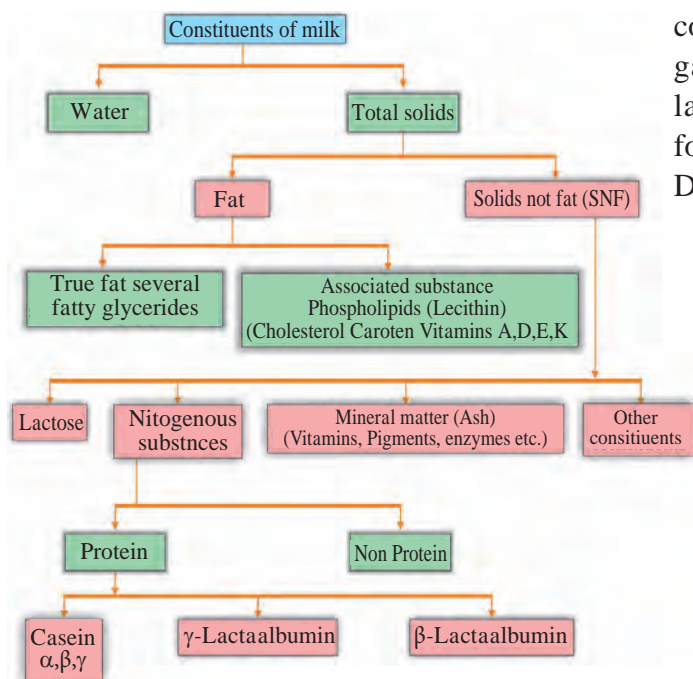 Constituents of milk
Water
Total solids
Fat
Solids not fat (SNF)
True fat several
fatty glycerides
Associated substance
Phospholipids (Lecithin)
(Cholesterol Caroten Vitamins A,D,E,K
Lactose
Nitogenous
substnces
Mineral matter (Ash)
(Vitamins, Pigments, enzymes etc.)
Other
consitiuents
Protein
Non Protein
Casein
α,β,γ
γ-Lactaalbumin
β-Lactaalbumin
co
ga
la
fo
D